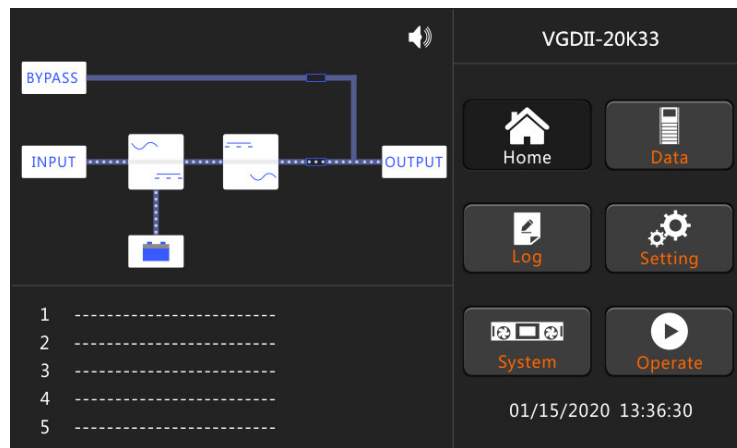 VGDII-20K33
BYPASS
INPUT
OUTPUT
Home
Data
Log
Setting
System
Operate
1 -------------------------
2 -------------------------
3 -------------------------
4 -------------------------
5 -------------------------
01/15/2020 13:36:30